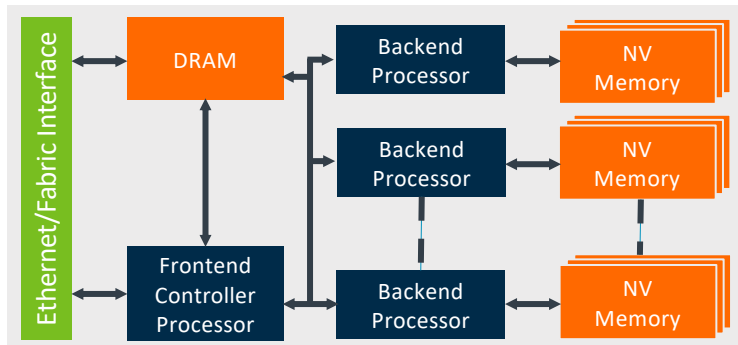 Ethernet/Fabric Interface
DRAM
Frontend
Controller
Processor
Backend
Processor
NV
Memory
Backend
Processor
NV
Memory
Backend
Processor
NV
Memory